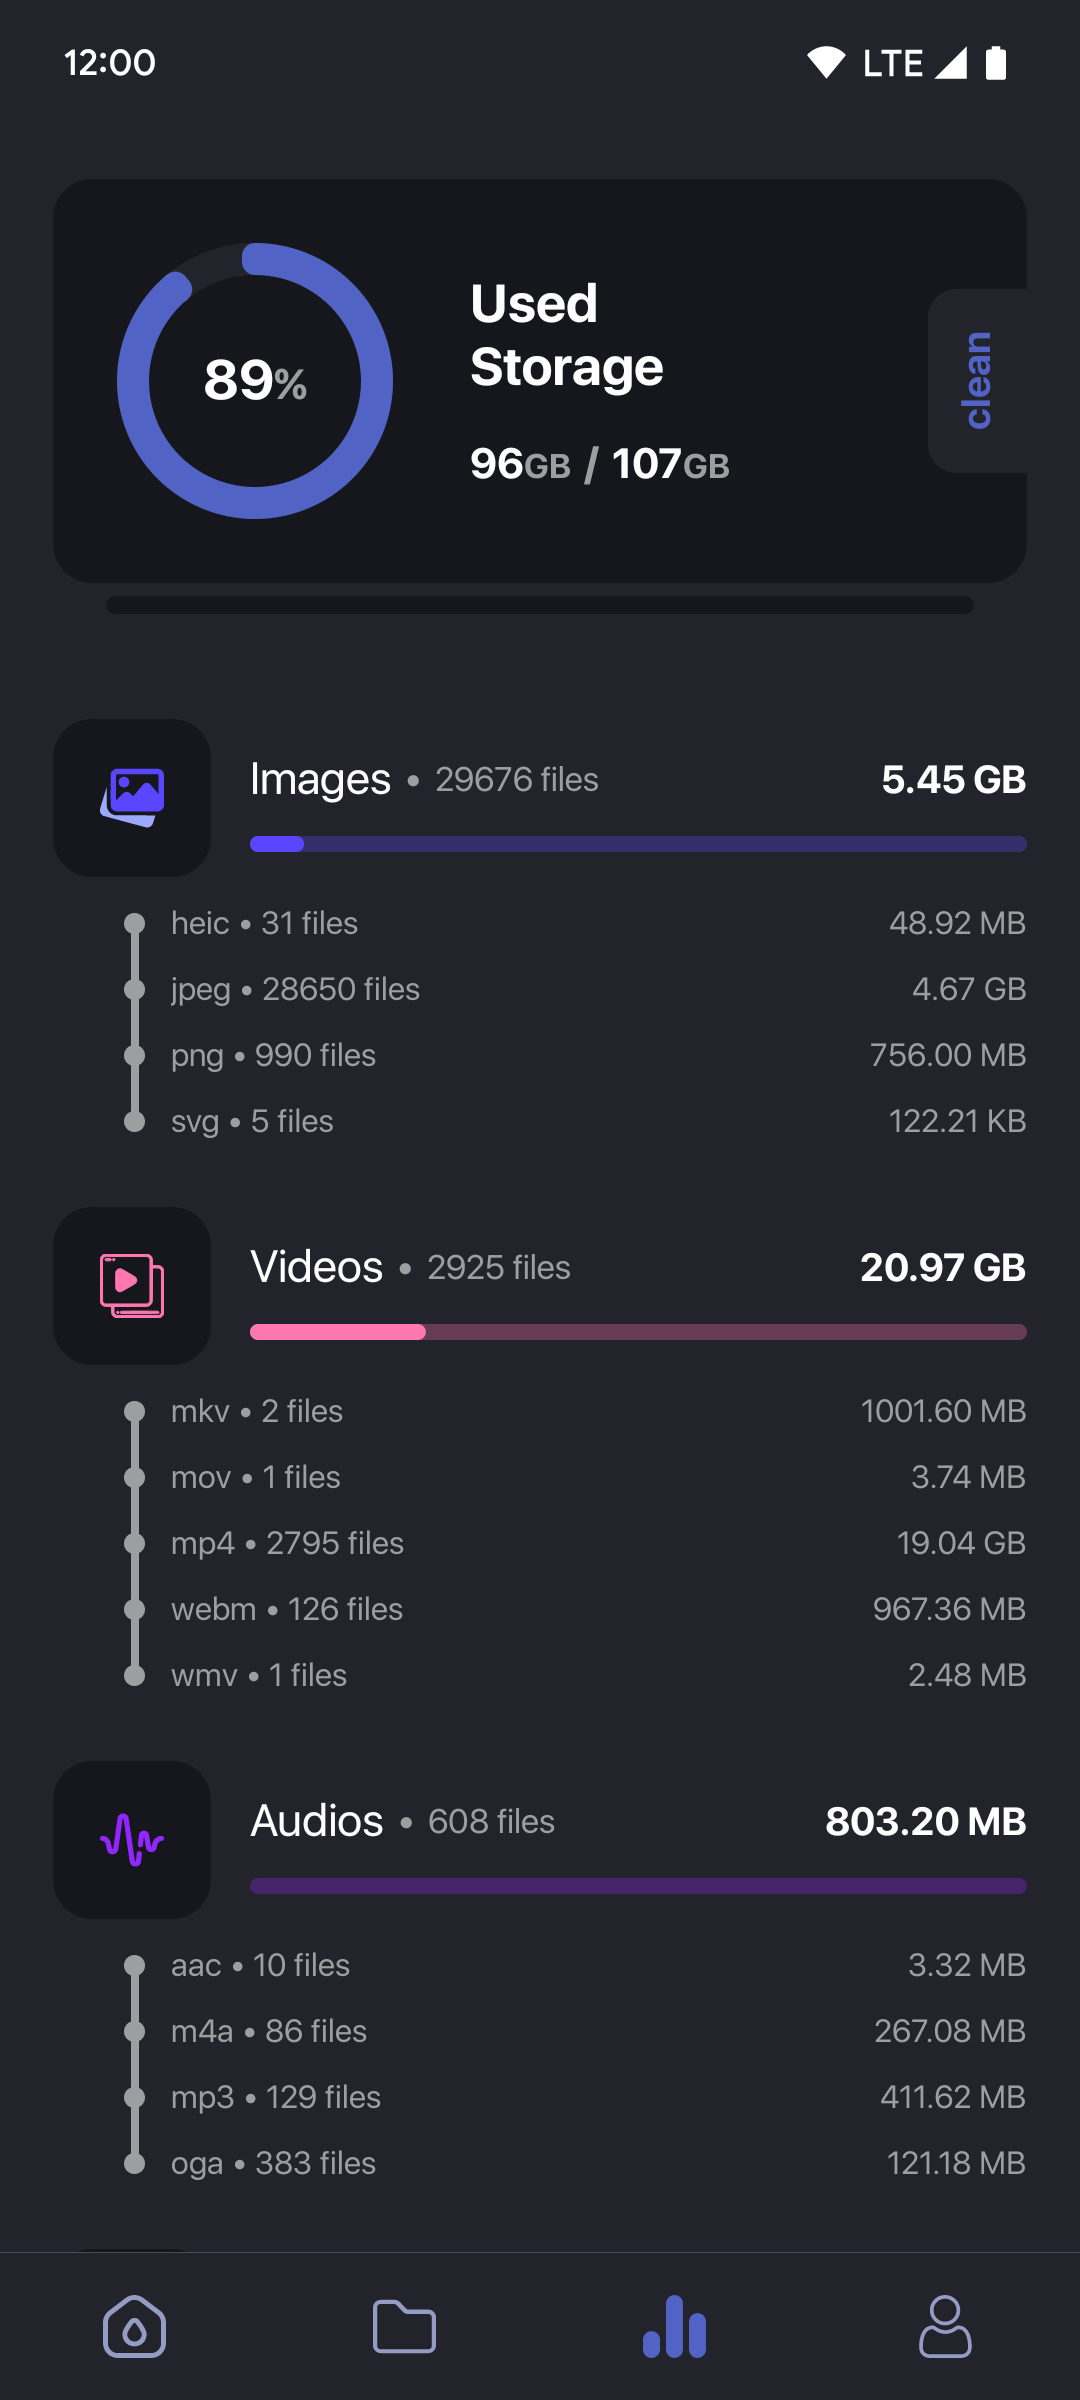 12:00 LTE
Used
Storage
89%
96GB / 107GB
clean
Images • 29676 files 5.45 GB
heic • 31 files 48.92 MB
jpeg • 28650 files 4.67 GB
png • 990 files 756.00 MB
svg • 5 files 122.21 KB
Videos • 2925 files 20.97 GB
mkv • 2 files 1001.60 MB
mov • 1 files 3.74 MB
mp4 • 2795 files 19.04 GB
webm • 126 files 967.36 MB
wmv • 1 files 2.48 MB
Audios • 608 files 803.20 MB
aac • 10 files 3.32 MB
m4a • 86 files 267.08 MB
mp3 • 129 files 411.62 MB
oga • 383 files 121.18 MB